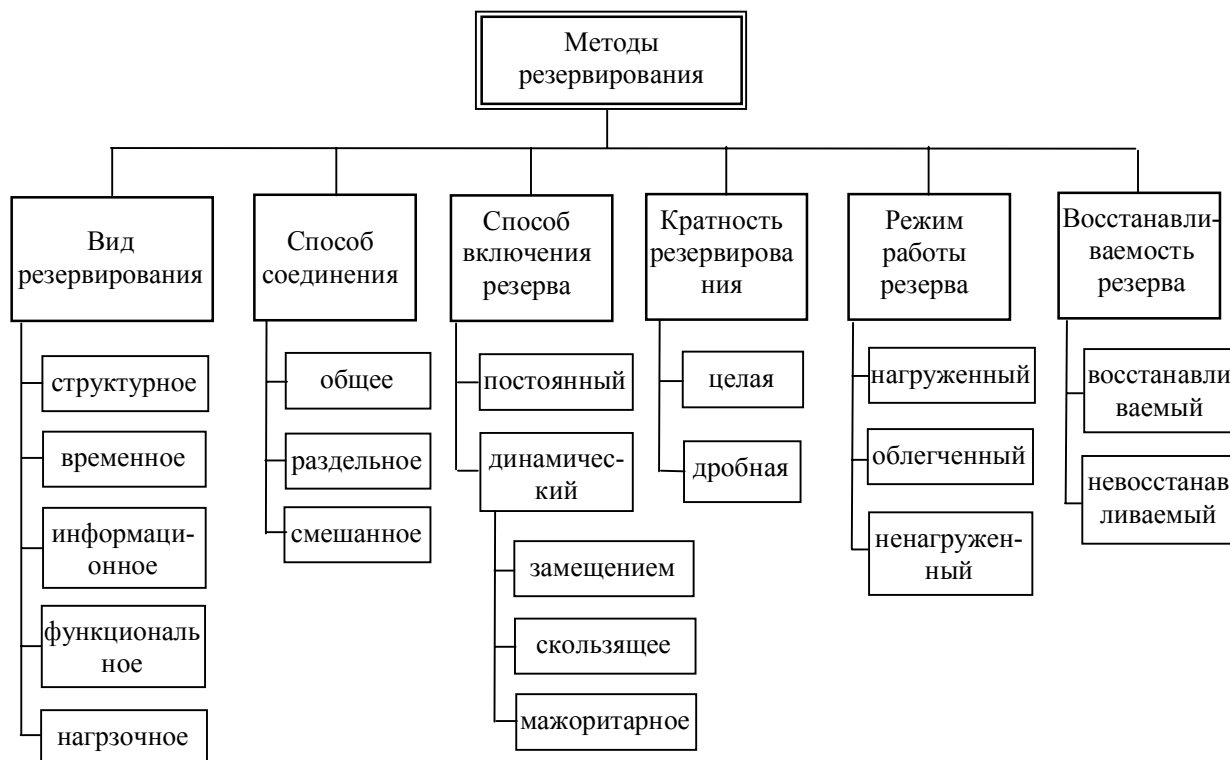 Методы
резервирования
Вид
резервирования
Способ
соединения
Способ
включения
резерва
Кратность
резервирова
ния
Режим
работы
резерва
Восстанавли-
ваемость
резерва
структурное
временное
информаци-
онное
функциональ
ное
нагрзочное
общее
раздельное
смешанное
постоянный
динамичес-
кий
замещением
скользящее
мажоритарное
целая
дробная
нагруженный
облегченный
ненагружен-
ный
восстанавли
ваемый
невосстанав
ливаемый